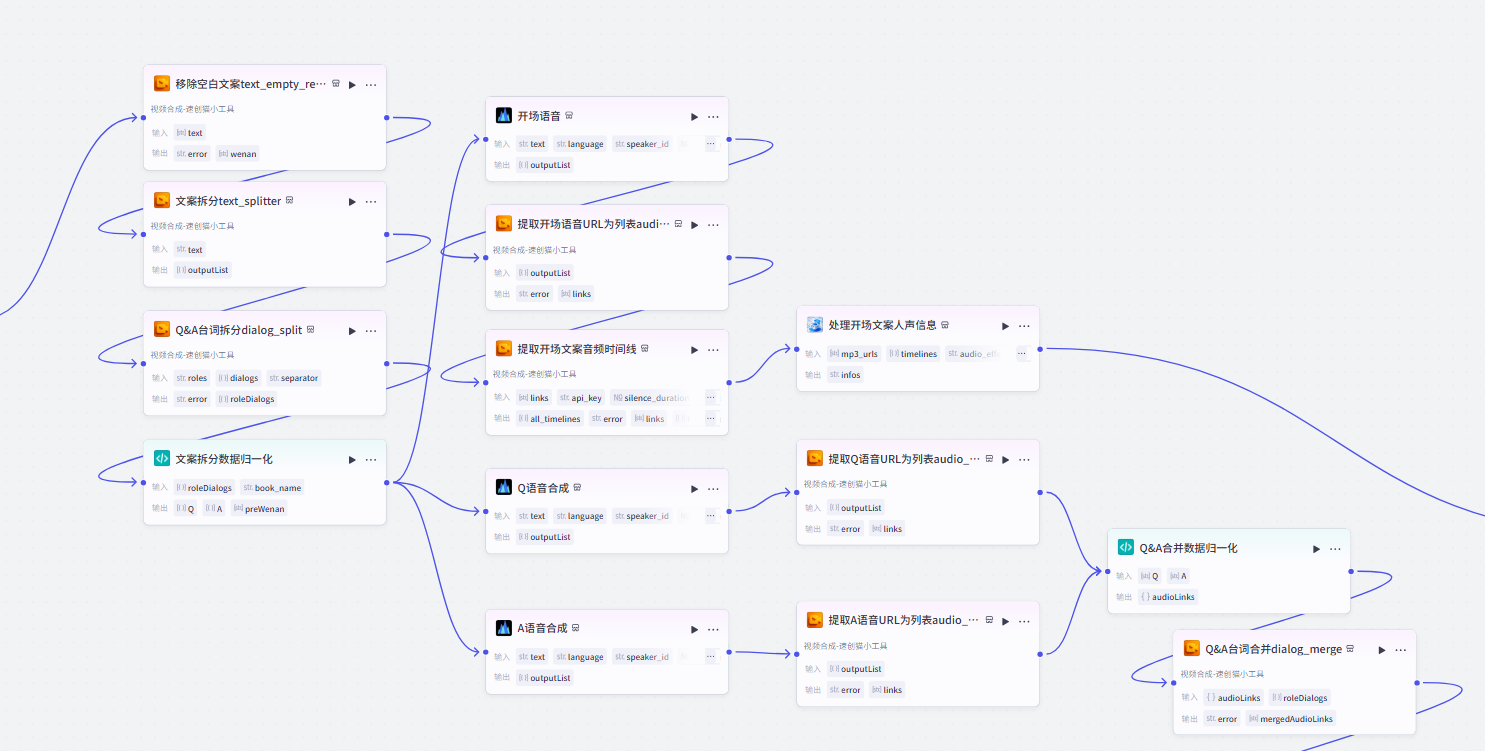 移除空白文案text_empty_re···
视频合成-速创猫小工具
输入 [str] text
输出 str. error [str] wenan
文案拆分text_splitter
视频合成-速创猫小工具
输入 str. text
输出 [{}] outputList
Q&A台词拆分dialog_split
视频合成-速创猫小工具
输入 str. roles [{}] dialogs str. separator
输出 str. error [{}] roleDialogs
文案拆分数据归一化
输入 [{}] roleDialogs str. book_name
输出 [{}] Q [{}] A [str] preWenan
开场语音
输入 str. text str. language str. speaker_id ···
输出 [{}] outputList
提取开场语音URL为列表audi···
视频合成-速创猫小工具
输入 [{}] outputList
输出 str. error [str] links
提取开场文案音频时间线
视频合成-速创猫小工具
输入 [str] links str. api_key silence_duration ···
输出 [{}] all_timelines str. error [str] links ···
Q语音合成
输入 str. text str. language str. speaker_id ···
输出 [{}] outputList
A语音合成
输入 str. text str. language str. speaker_id ···
输出 [{}] outputList
处理开场文案人声信息
输入 [str] mp3_urls [{}] timelines str. audio_eff ···
输出 str. infos
提取Q语音URL为列表audio_···
视频合成-速创猫小工具
输入 [{}] outputList
输出 str. error [str] links
提取A语音URL为列表audio_···
视频合成-速创猫小工具
输入 [{}] outputList
输出 str. error [str] links
Q&A合并数据归一化
输入 [str] Q [str] A
输出 { } audioLinks
Q&A台词合并dialog_merge
视频合成-速创猫小工具
输入 { } audioLinks [{}] roleDialogs
输出 str. error [str] mergedAudioLinks